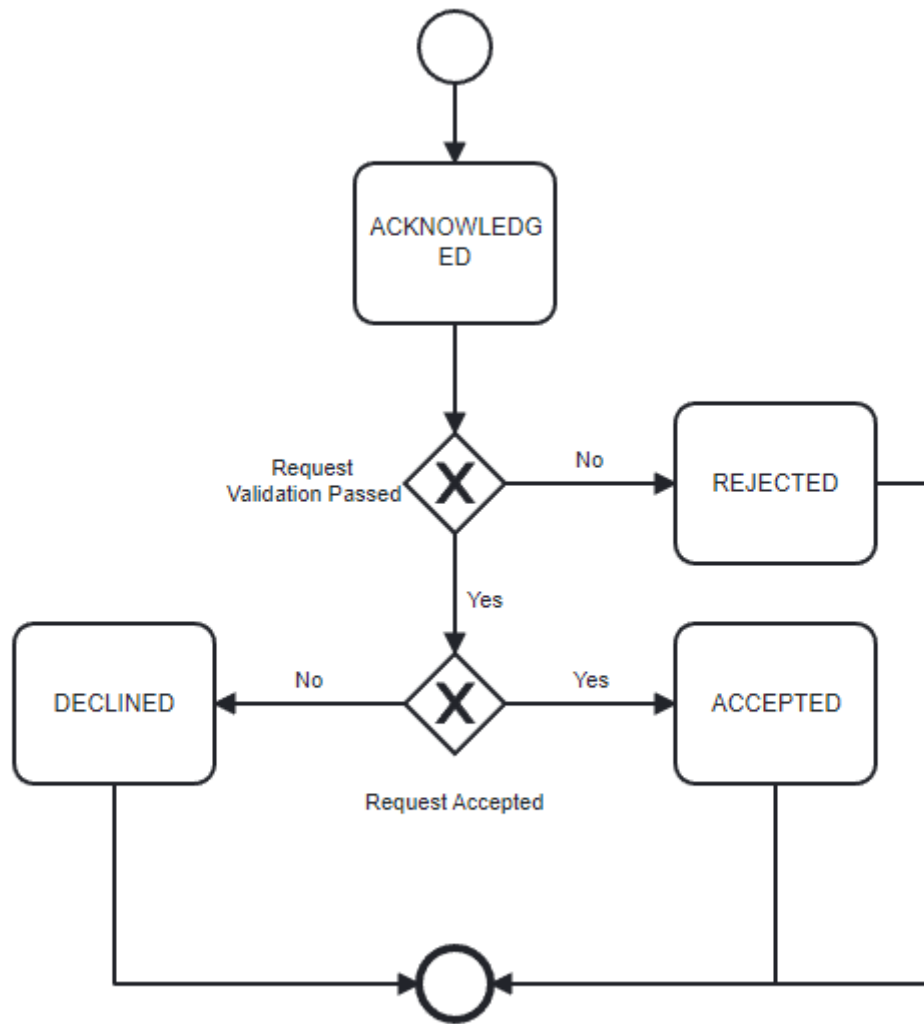 ACKNOWLEDG
ED
Request
Validation Passed
No
REJECTED
Yes
DECLINED
No
Yes
ACCEPTED
Request Accepted